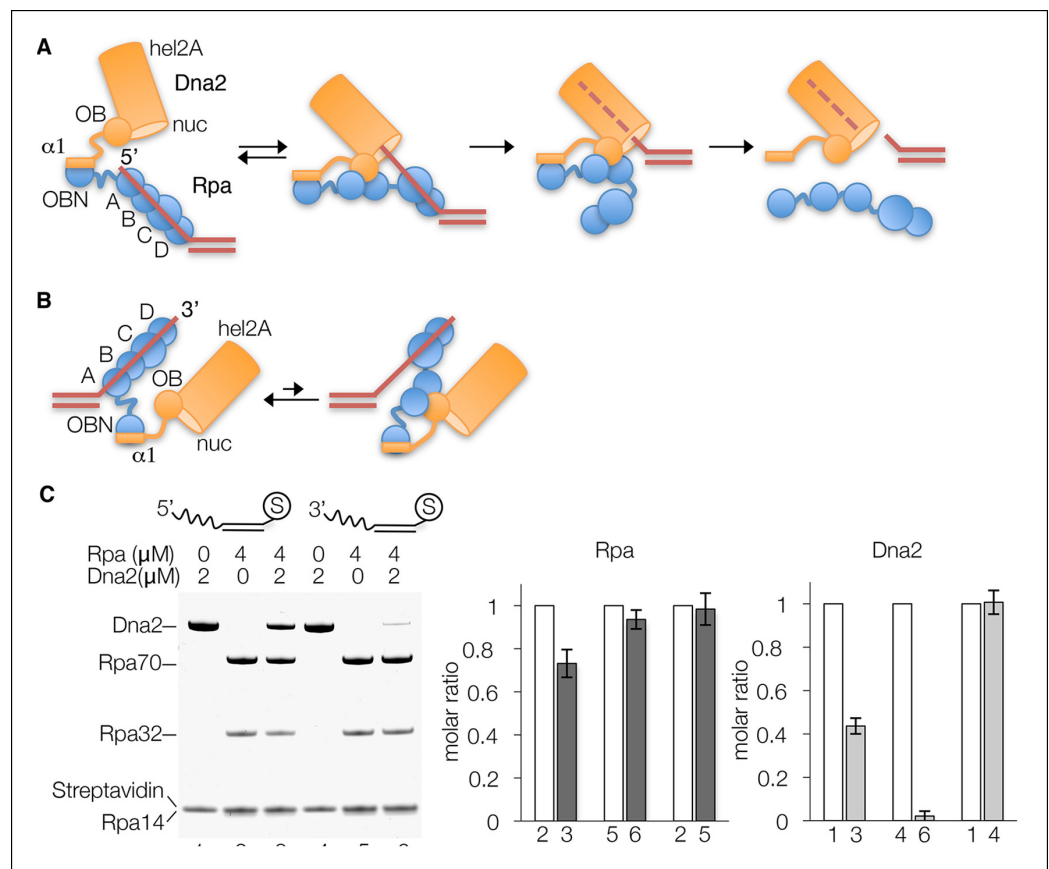 A
hel2A
Dna2
OB
nuc
α1
5’
OBN
Rpa
A
B
C
D
B
D
3’
C
hel2A
B
A
OB
OBN
nuc
α1
C
5’ S 3’ S
Rpa (μM) 0 4 4 0 4 4
Dna2(μM) 2 0 2 2 0 2
Dna2
Rpa70
Rpa32
Streptavidin
Rpa14
Rpa
molar ratio
1
0.8
0.6
0.4
0.2
0
2 3 5 6 2 5
Dna2
molar ratio
1
0.8
0.6
0.4
0.2
0
1 3 4 6 1 4